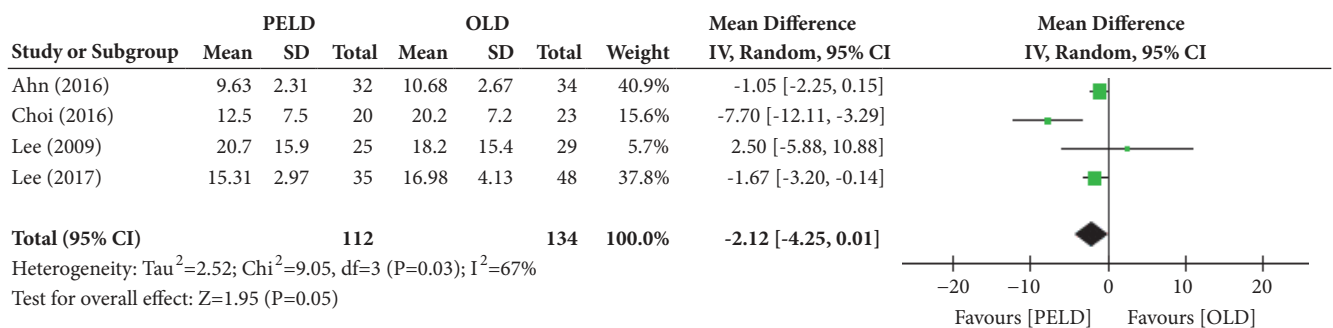 PELD OLD Mean Difference Mean Difference
Study or Subgroup Mean SD Total Mean SD Total Weight IV, Random, 95% CI IV, Random, 95% CI
Ahn (2016) 9.63 2.31 32 10.68 2.67 34 40.9% -1.05 [-2.25, 0.15]
Choi (2016) 12.5 7.5 20 20.2 7.2 23 15.6% -7.70 [-12.11, -3.29]
Lee (2009) 20.7 15.9 25 18.2 15.4 29 5.7% 2.50 [-5.88, 10.88]
Lee (2017) 15.31 2.97 35 16.98 4.13 48 37.8% -1.67 [-3.20, -0.14]
Total (95% CI) 112 134 100.0% -2.12 [-4.25, 0.01]
Heterogeneity: Tau²=2.52; Chi²=9.05, df=3 (P=0.03); I²=67%
Test for overall effect: Z=1.95 (P=0.05)
−20 −10 0 10 20
Favours [PELD] Favours [OLD]